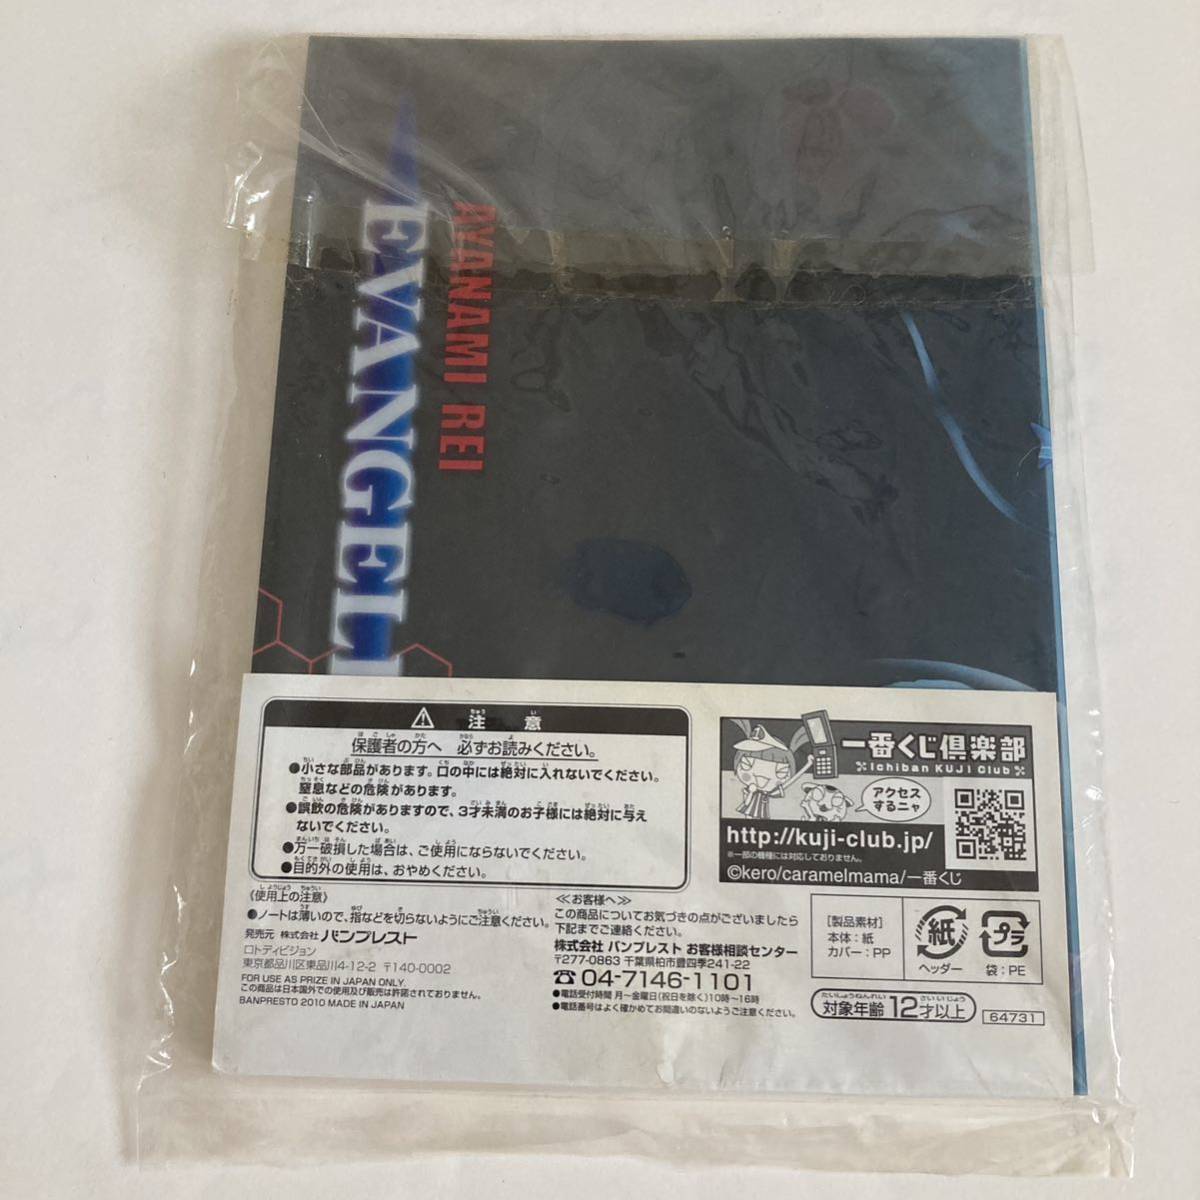 AYANAMI REI
EVANGELI
⚠ 注意
保護者の方へ 必ずお読みください。
●小さな部品があります。口の中には絶対に入れないでください。
窒息などの危険があります。
●誤飲の危険がありますので、3才未満のお子様には絶対に与え
ないでください。
●万一破損した場合は、ご使用にならないでください。
●目的外の使用は、おやめください。
《使用上の注意》
●ノートは薄いので、指などを切らないようにご注意ください。
発売元 株式会社 バンプレスト
ロトディビジョン
東京都品川区東品川4-12-2 〒140-0002
FOR USE AS PRIZE IN JAPAN ONLY.
この商品は日本国外での使用及び販売は許諾されておりません。
BANPRESTO 2010 MADE IN JAPAN
≪お客様へ≫
この商品についてお気づきの点がございましたら
下記までご連絡ください。
株式会社 バンプレスト お客様相談センター
〒277-0863 千葉県柏市豊四季241-22
☎04-7146-1101
●電話受付時間 月～金曜日(祝日を除く)10時～16時
●電話番号はよく確かめてお間違いのないようご注意ください。
一番くじ倶楽部
Ichiban KUJI Club
アクセス
するニャ
http://kuji-club.jp/
※一部の機種には対応しておりません。
©kero/caramelmama/一番くじ
[製品素材]
本体：紙
カバー：PP
紙
ヘッダー
プラ
袋：PE
対象年齢12才以上
64731